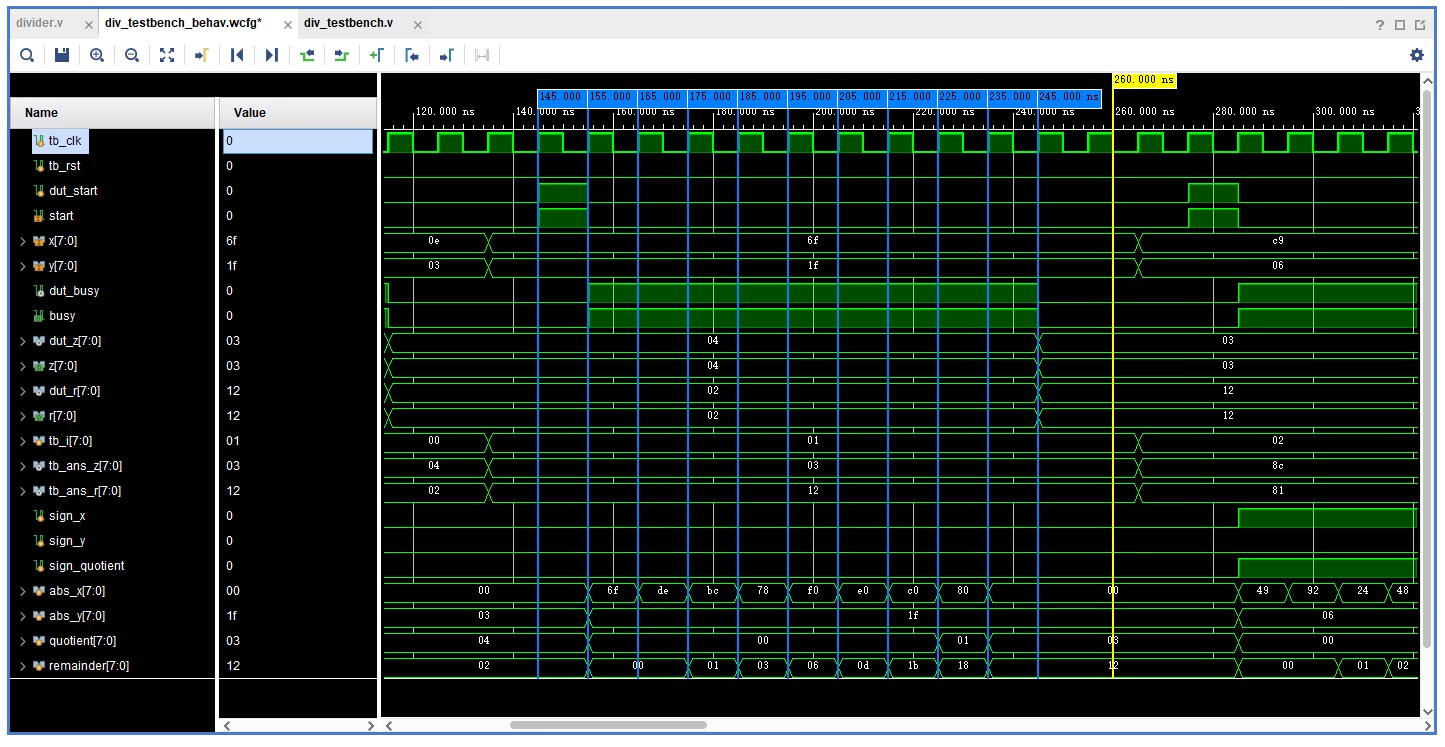 divider.v × div_testbench_behav.wcfg* × div_testbench.v × ?
260.000 ns
145.000 155.000 165.000 175.000 185.000 195.000 205.000 215.000 225.000 235.000 245.000 ns
Name Value 120.000 ns 140.000 ns 160.000 ns 180.000 ns 200.000 ns 220.000 ns 240.000 ns 260.000 ns 280.000 ns 300.000 ns
tb_clk 0
tb_rst 0
dut_start 0
start 0
x[7:0] 6f 0e 6f c9
y[7:0] 1f 03 1f 06
dut_busy 0
busy 0
dut_z[7:0] 03 04 03
z[7:0] 03 04 03
dut_r[7:0] 12 02 12
r[7:0] 12 02 12
tb_i[7:0] 01 00 01 02
tb_ans_z[7:0] 03 04 03 8c
tb_ans_r[7:0] 12 02 12 81
sign_x 0
sign_y 0
sign_quotient 0
abs_x[7:0] 00 00 6f de bc 78 f0 e0 c0 80 00 49 92 24 48
abs_y[7:0] 1f 03 1f 06
quotient[7:0] 03 04 00 01 03 00
remainder[7:0] 12 02 00 01 03 06 0d 1b 18 12 00 01 02